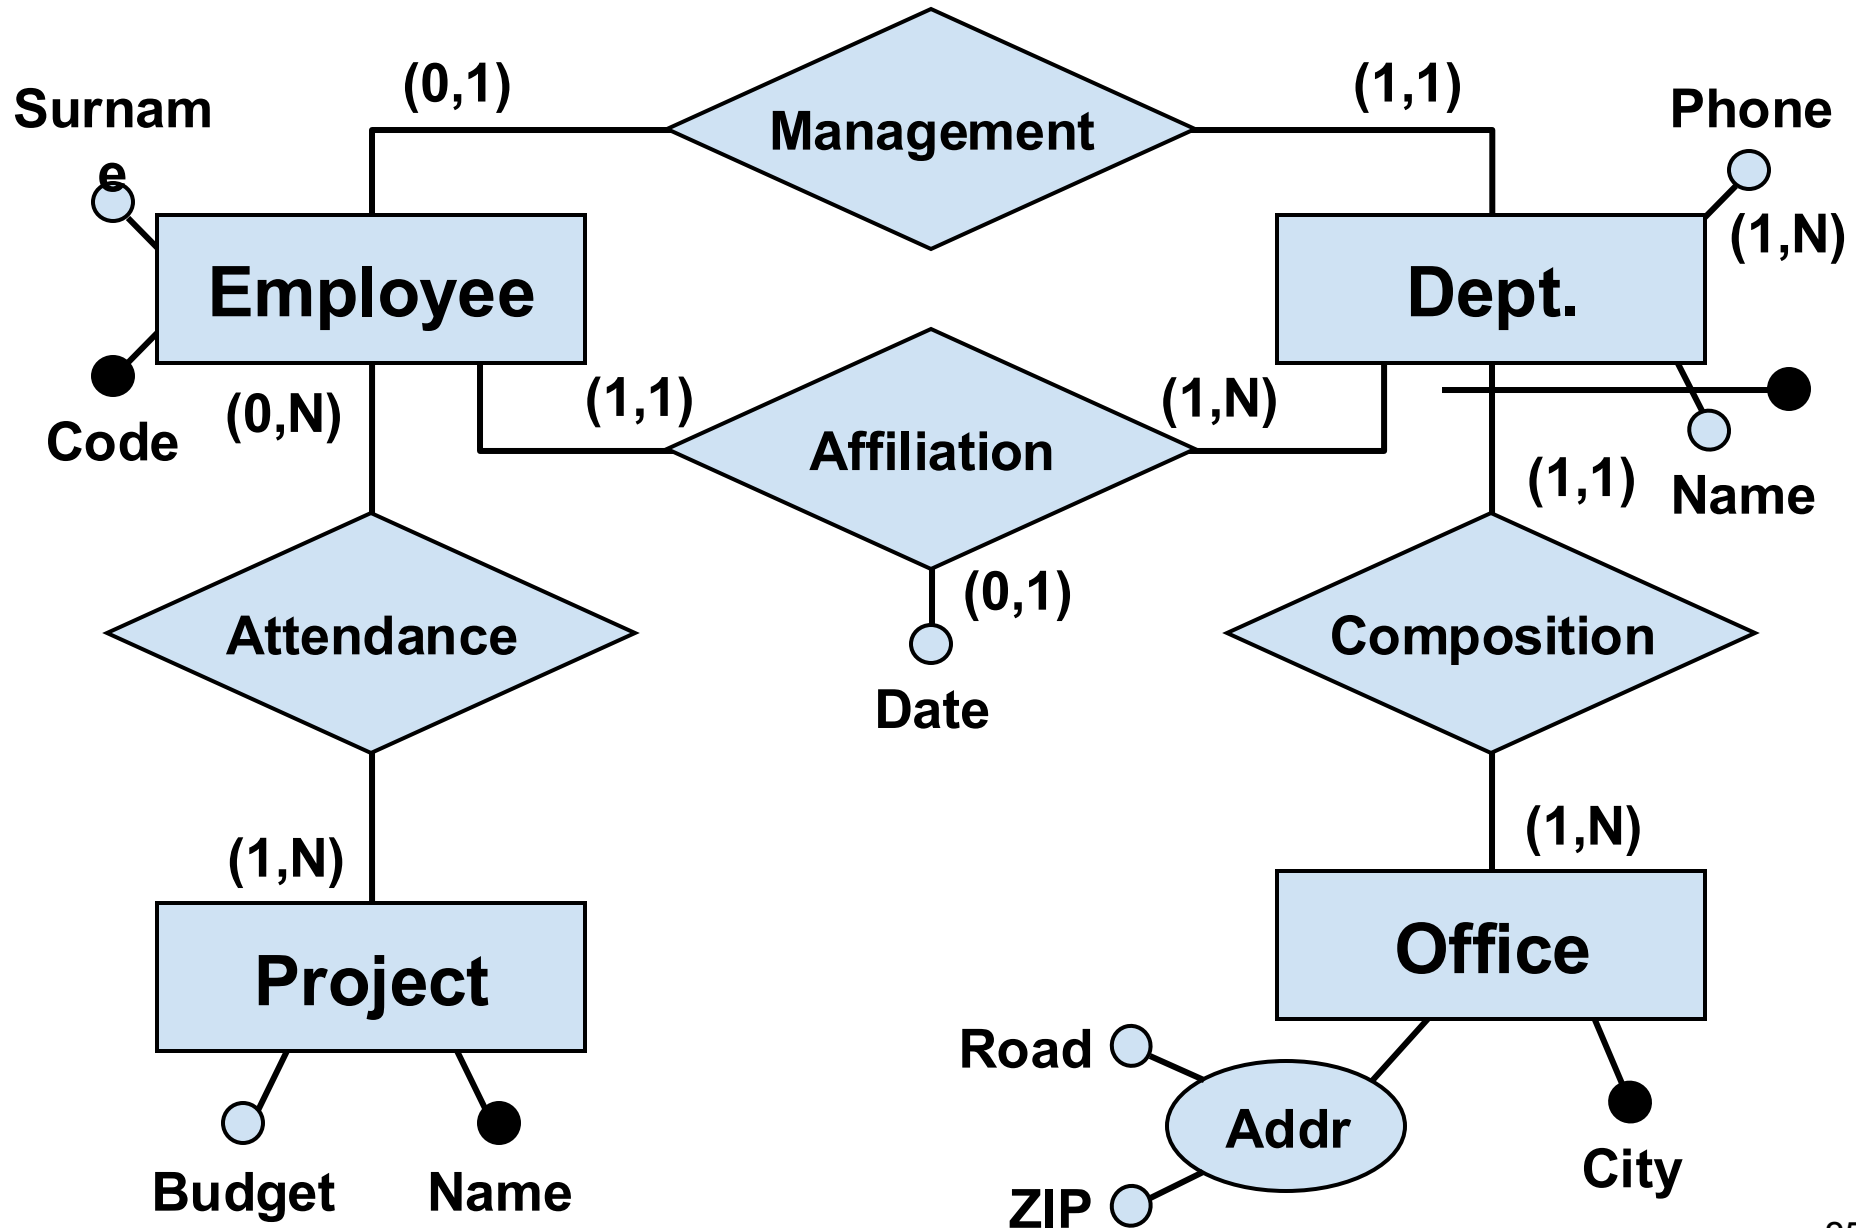 (0,1)
Management
(1,1)
Surnam
e
Phone
(1,N)
Employee
Dept.
(0,N)
(1,1)
Affiliation
(1,N)
Code
(1,1)
Name
Attendance
(0,1)
Date
Composition
(1,N)
(1,N)
Project
Office
Road
Addr
ZIP
City
Budget
Name